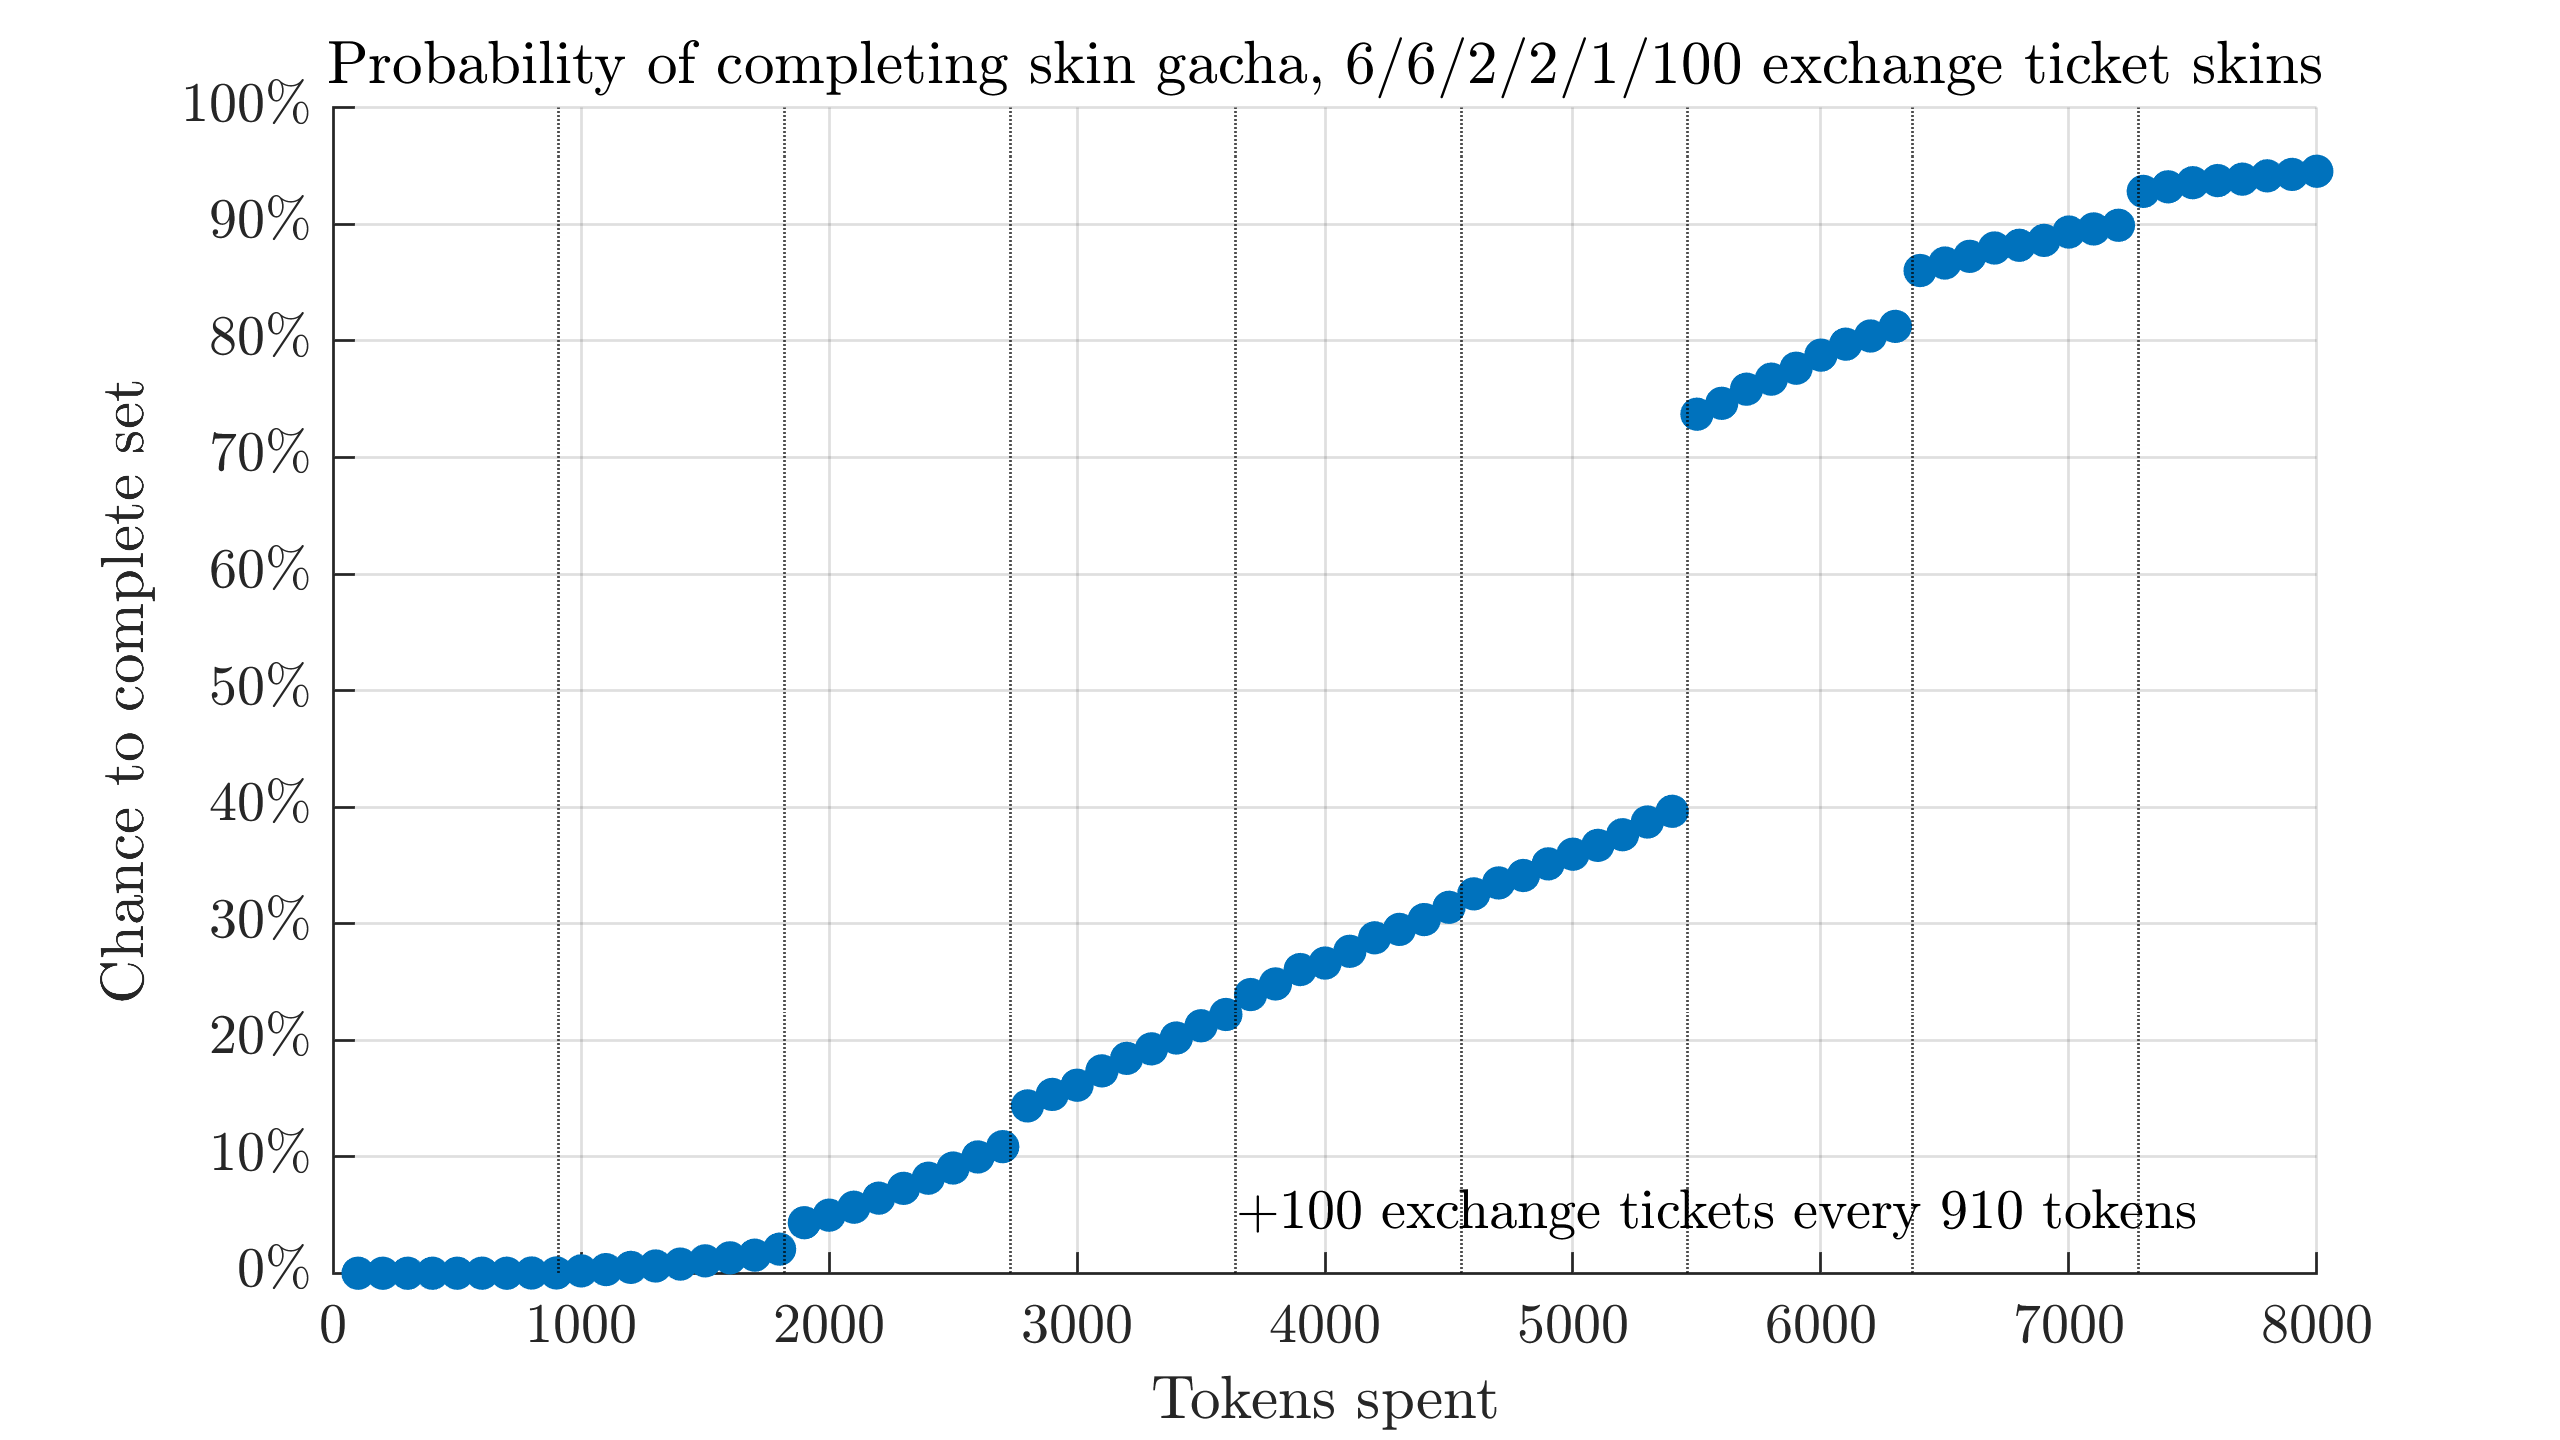 Probability of completing skin gacha, 6/6/2/2/1/100 exchange ticket skins
100%
90%
80%
70%
60%
50%
40%
30%
20%
10%
0%
Chance to complete set
+100 exchange tickets every 910 tokens
0 1000 2000 3000 4000 5000 6000 7000 8000
Tokens spent